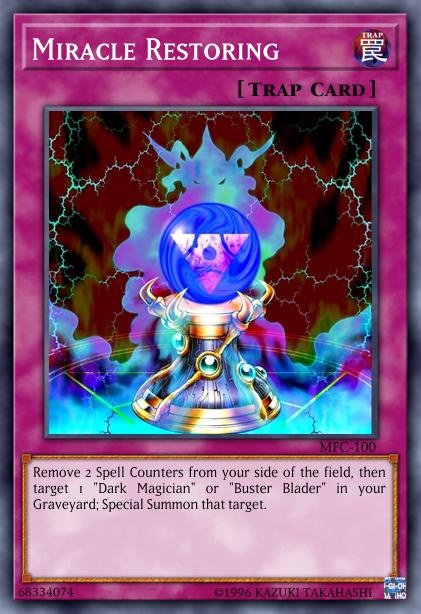 MIRACLE RESTORING
TRAP
罠
[TRAP CARD]
MFC-100
Remove 2 Spell Counters from your side of the field, then
target 1 "Dark Magician" or "Buster Blader" in your
Graveyard; Special Summon that target.
68334074
©1996 KAZUKI TAKAHASHI